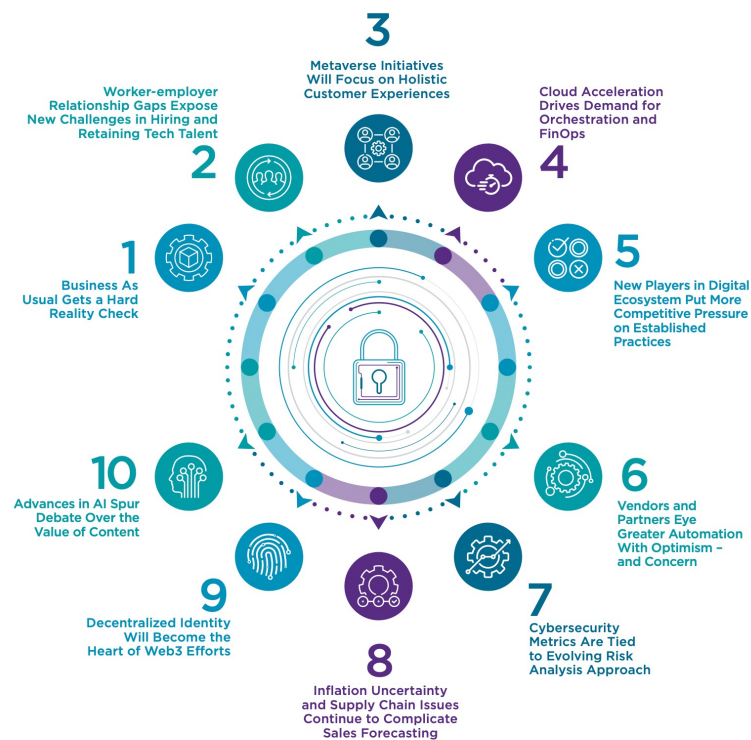 1
Business As
Usual Gets a Hard
Reality Check
2
Worker-employer
Relationship Gaps Expose
New Challenges in Hiring and
Retaining Tech Talent
3
Metaverse Initiatives
Will Focus on Holistic
Customer Experiences
4
Cloud Acceleration
Drives Demand for
Orchestration and
FinOps
5
New Players in Digital
Ecosystem Put More
Competitive Pressure
on Established
Practices
6
Vendors and
Partners Eye
Greater Automation
With Optimism –
and Concern
7
Cybersecurity
Metrics Are Tied
to Evolving Risk
Analysis Approach
8
Inflation Uncertainty
and Supply Chain Issues
Continue to Complicate
Sales Forecasting
9
Decentralized Identity
Will Become the
Heart of Web3 Efforts
10
Advances in AI Spur
Debate Over the
Value of Content